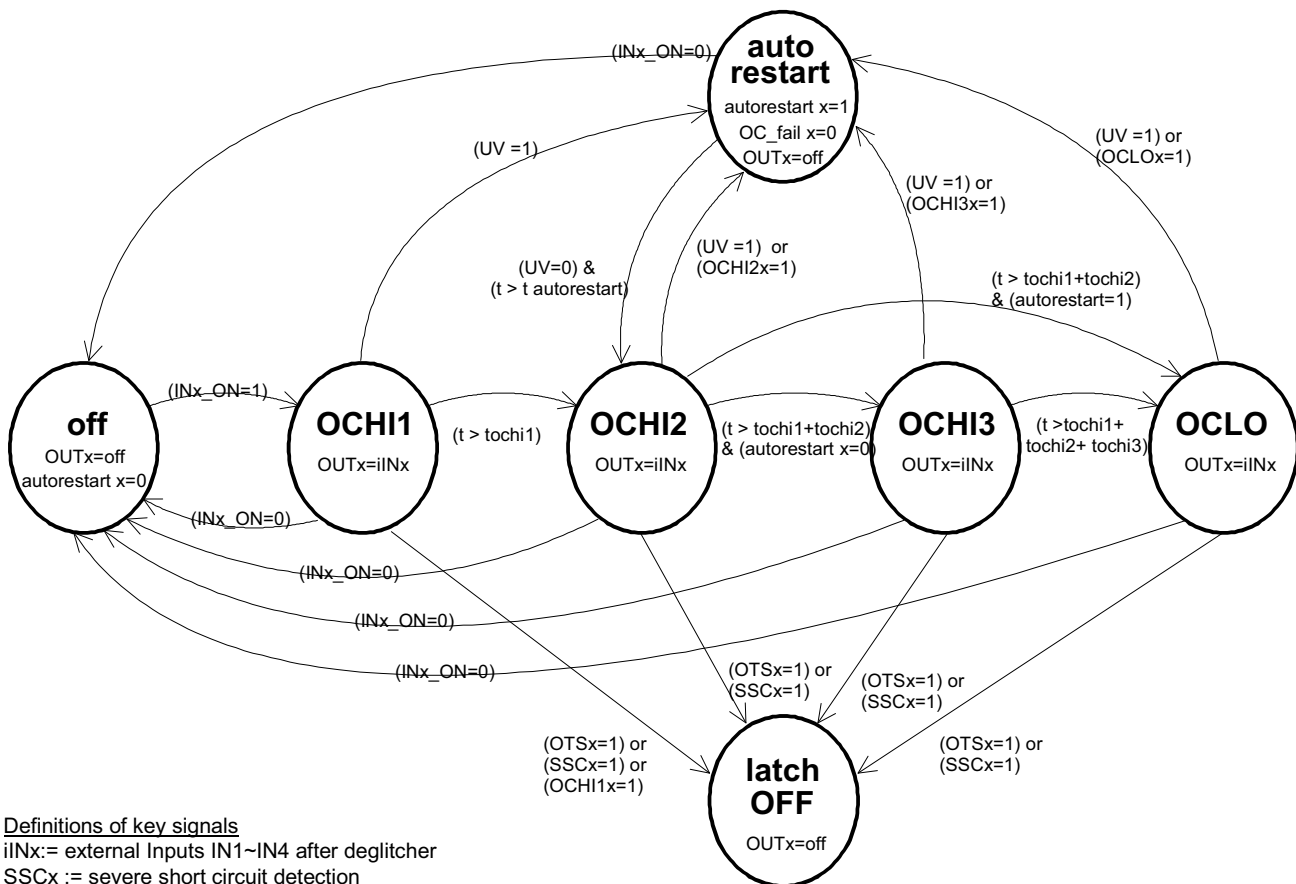 (INx_ON=0)
auto
restart
autorestart x=1
OC_fail x=0
OUTx=off
(UV =1)
(UV =1) or
(OCLOx=1)
(UV =1) or
(OCHI3x=1)
(UV =1) or
(OCHI2x=1)
(UV=0) &
(t > t autorestart)
(t > tochi1+tochi2)
& (autorestart=1)
off
OUTx=off
autorestart x=0
(INx_ON=1)
OCHI1
OUTx=iINx
(t > tochi1)
OCHI2
OUTx=iINx
(t > tochi1+tochi2)
& (autorestart x=0)
OCHI3
OUTx=iINx
(t >tochi1+
tochi2+ tochi3)
OCLO
OUTx=iINx
(INx_ON=0)
(INx_ON=0)
(INx_ON=0)
(INx_ON=0)
(OTSx=1) or
(SSCx=1) or
(OCHI1x=1)
(OTSx=1) or
(SSCx=1)
(OTSx=1) or
(SSCx=1)
(OTSx=1) or
(SSCx=1)
latch
OFF
OUTx=off
Definitions of key signals
iINx:= external Inputs IN1~IN4 after deglitcher
SSCx := severe short circuit detection